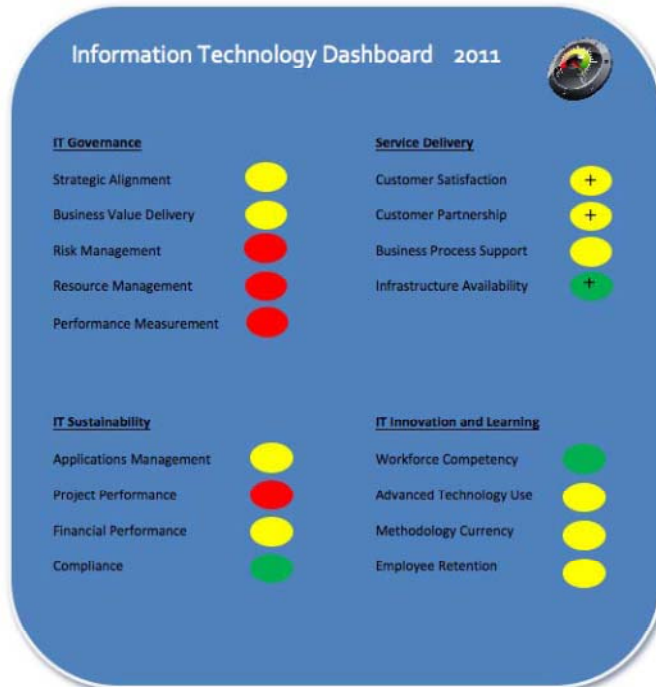 Information Technology Dashboard 2011
IT Governance
Strategic Alignment
Business Value Delivery
Risk Management
Resource Management
Performance Measurement
Service Delivery
Customer Satisfaction +
Customer Partnership +
Business Process Support
Infrastructure Availability +
IT Sustainability
Applications Management
Project Performance
Financial Performance
Compliance
IT Innovation and Learning
Workforce Competency
Advanced Technology Use
Methodology Currency
Employee Retention